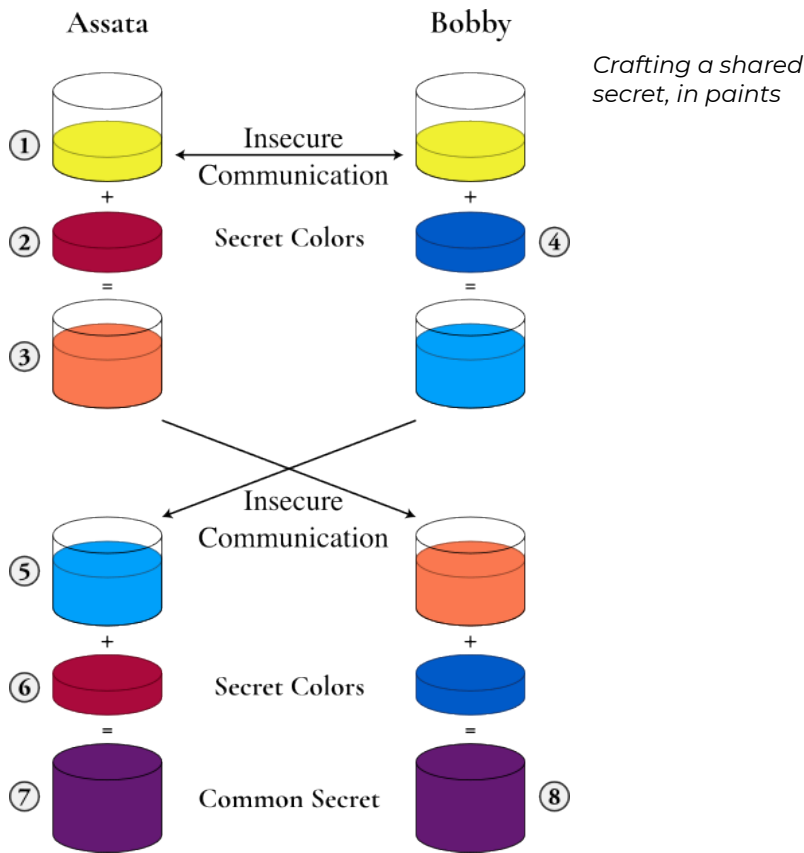 Assata
Bobby
Crafting a shared
secret, in paints
1
Insecure
Communication
+
+
2
Secret Colors
4
=
=
3
Insecure
Communication
5
+
+
6
Secret Colors
=
=
7
Common Secret
8